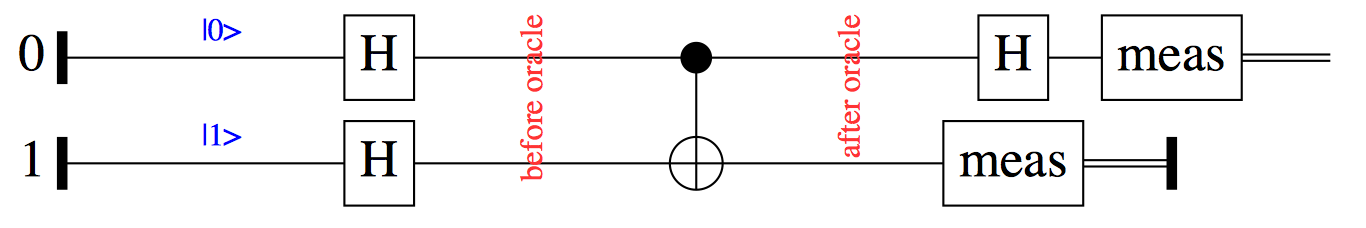 0 |0> H before oracle after oracle H meas
1 |1> H meas